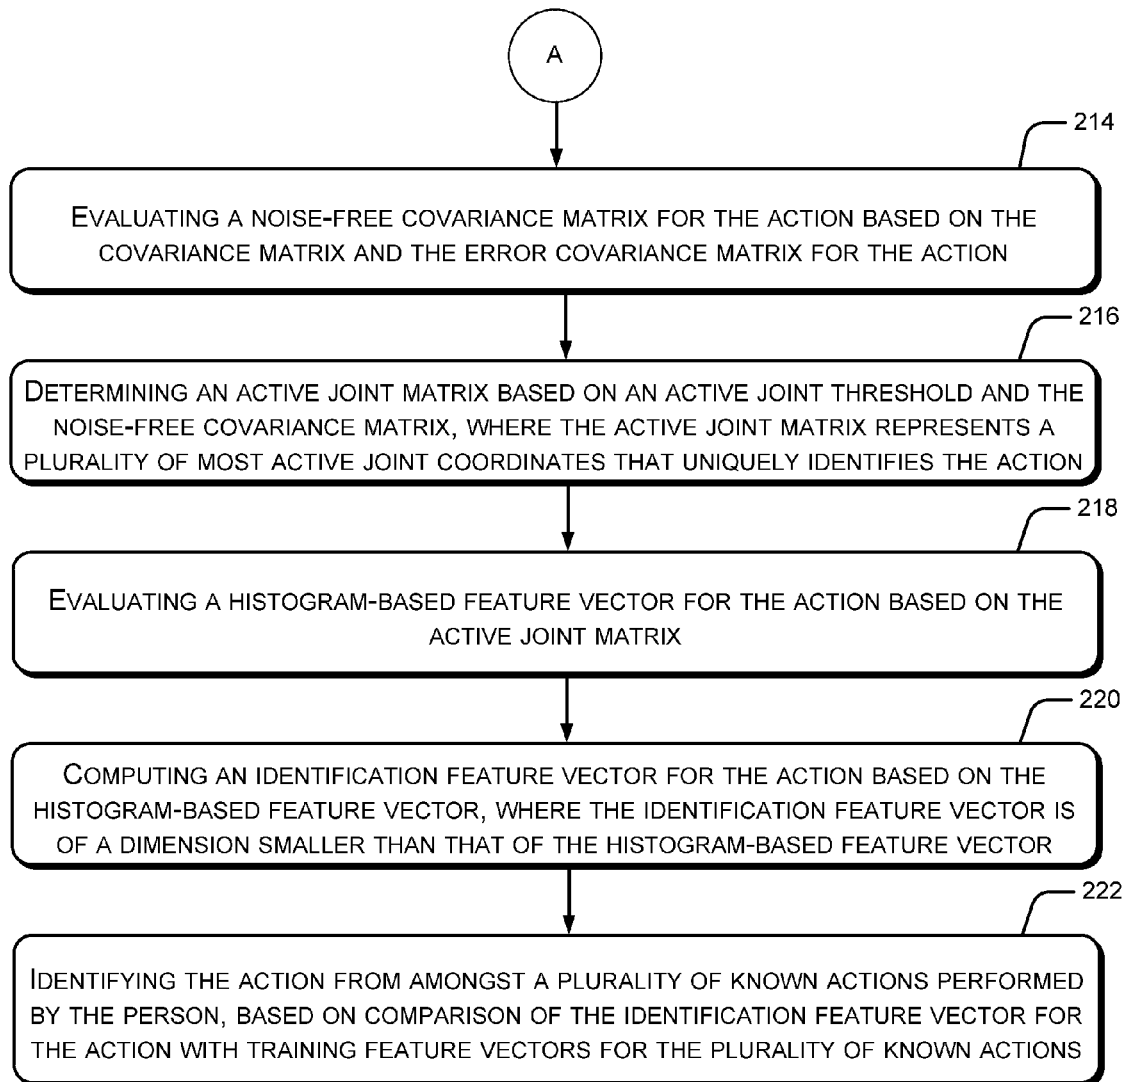 A
214
EVALUATING A NOISE-FREE COVARIANCE MATRIX FOR THE ACTION BASED ON THE
COVARIANCE MATRIX AND THE ERROR COVARIANCE MATRIX FOR THE ACTION
216
DETERMINING AN ACTIVE JOINT MATRIX BASED ON AN ACTIVE JOINT THRESHOLD AND THE
NOISE-FREE COVARIANCE MATRIX, WHERE THE ACTIVE JOINT MATRIX REPRESENTS A
PLURALITY OF MOST ACTIVE JOINT COORDINATES THAT UNIQUELY IDENTIFIES THE ACTION
218
EVALUATING A HISTOGRAM-BASED FEATURE VECTOR FOR THE ACTION BASED ON THE
ACTIVE JOINT MATRIX
220
COMPUTING AN IDENTIFICATION FEATURE VECTOR FOR THE ACTION BASED ON THE
HISTOGRAM-BASED FEATURE VECTOR, WHERE THE IDENTIFICATION FEATURE VECTOR IS
OF A DIMENSION SMALLER THAN THAT OF THE HISTOGRAM-BASED FEATURE VECTOR
222
IDENTIFYING THE ACTION FROM AMONGST A PLURALITY OF KNOWN ACTIONS PERFORMED
BY THE PERSON, BASED ON COMPARISON OF THE IDENTIFICATION FEATURE VECTOR FOR
THE ACTION WITH TRAINING FEATURE VECTORS FOR THE PLURALITY OF KNOWN ACTIONS